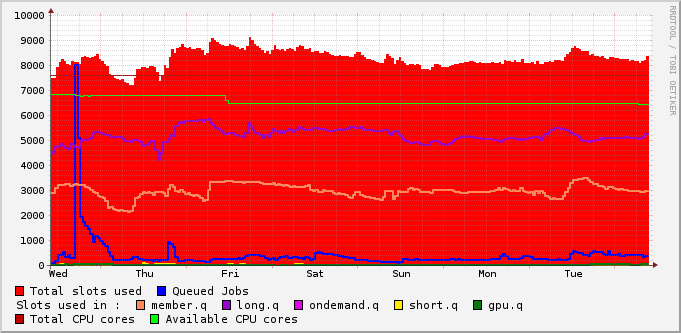 10000
9000
8000
7000
6000
5000
4000
3000
2000
1000
0
Wed Thu Fri Sat Sun Mon Tue
Total slots used Queued Jobs
Slots used in : member.q long.q ondemand.q short.q gpu.q
Total CPU cores Available CPU cores
RRDTOOL / TOBI OETIKER